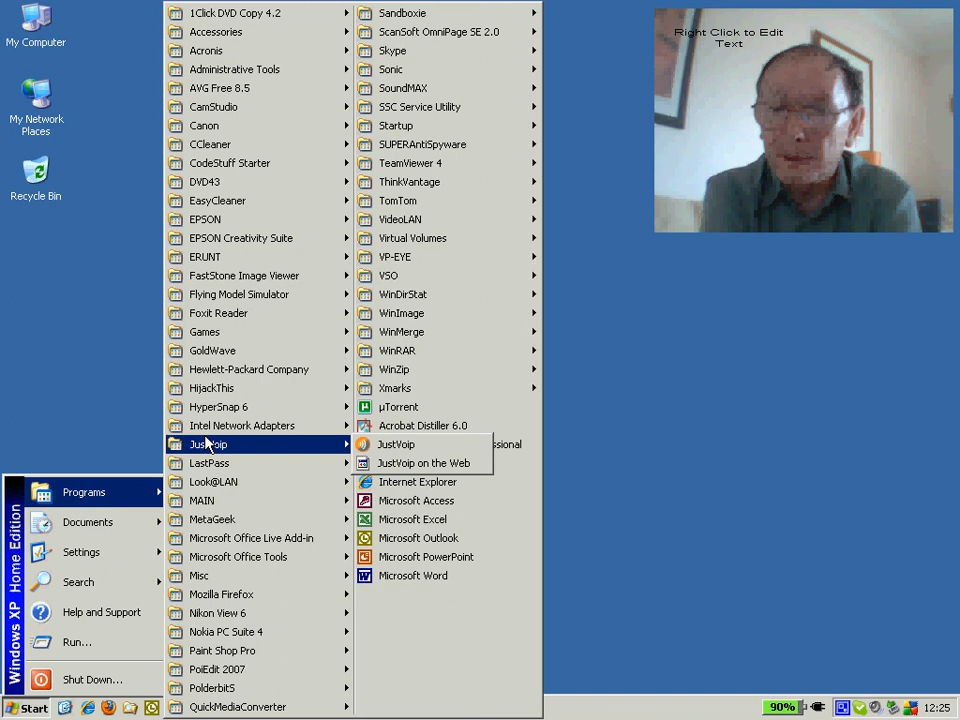 My Computer
My Network
Places
Recycle Bin
1Click DVD Copy 4.2
Accessories
Acronis
Administrative Tools
AVG Free 8.5
CamStudio
Canon
CCleaner
CodeStuff Starter
DVD43
EasyCleaner
EPSON
EPSON Creativity Suite
ERUNT
FastStone Image Viewer
Flying Model Simulator
Foxit Reader
Games
GoldWave
Hewlett-Packard Company
HijackThis
HyperSnap 6
Intel Network Adapters
JustVoip
LastPass
Look@LAN
MAIN
MetaGeek
Microsoft Office Live Add-in
Microsoft Office Tools
Misc
Mozilla Firefox
Nikon View 6
Nokia PC Suite 4
Paint Shop Pro
PoiEdit 2007
Polderbits
QuickMediaConverter
Sandboxie
ScanSoft OmniPage SE 2.0
Skype
Sonic
SoundMAX
SSC Service Utility
Startup
SUPERAntiSpyware
TeamViewer 4
ThinkVantage
TomTom
VideoLAN
Virtual Volumes
VP-EYE
VSO
WinDirStat
WinImage
WinMerge
WinRAR
WinZip
Xmarks
µTorrent
Acrobat Distiller 6.0
ssional
JustVoip
JustVoip on the Web
Internet Explorer
Microsoft Access
Microsoft Excel
Microsoft Outlook
Microsoft PowerPoint
Microsoft Word
Right Click to Edit
Text
Windows XP Home Edition
Programs
Documents
Settings
Search
Help and Support
Run...
Shut Down...
Start
90%
12:25